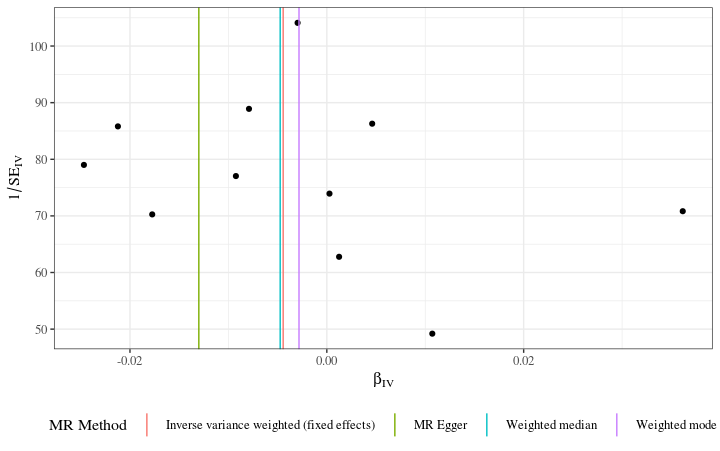 100
90
80
70
60
50
1/SE_IV
-0.02
0.00
0.02
β_IV
MR Method
Inverse variance weighted (fixed effects)
MR Egger
Weighted median
Weighted mode